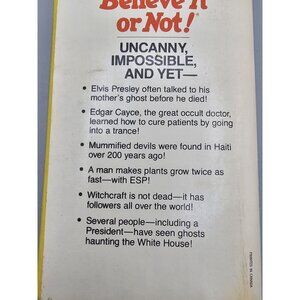 Believe It
or Not!®
UNCANNY,
IMPOSSIBLE,
AND YET—
• Elvis Presley often talked to his
mother's ghost before he died!
• Edgar Cayce, the great occult doctor,
learned how to cure patients by going
into a trance!
• Mummified devils were found in Haiti
over 200 years ago!
• A man makes plants grow twice as
fast—with ESP!
• Witchcraft is not dead—it has
followers all over the world!
• Several people—including a
President—have seen ghosts
haunting the White House!
PRINTED IN CANADA